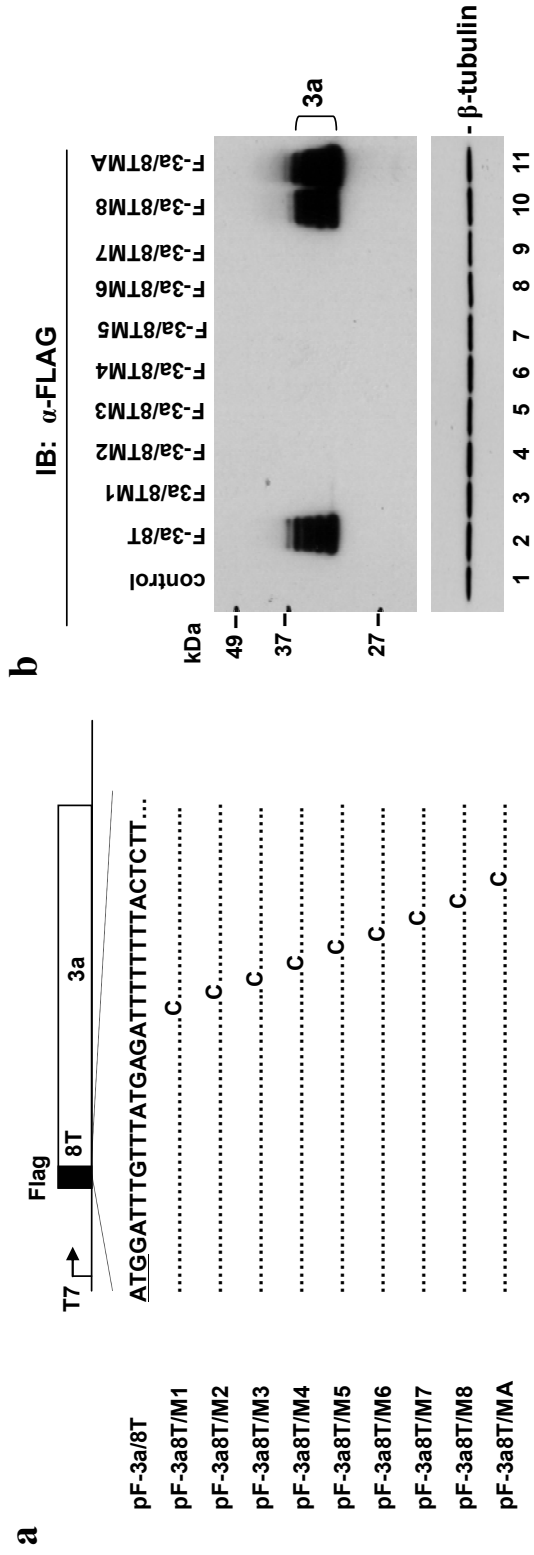 a
Flag
T7
8T
3a
pF-3a/8T ATGGATTTGTTTATGAGATTTTTTTTACTCTT...
pF-3a8T/M1 ..................C..............
pF-3a8T/M2 ...................C.............
pF-3a8T/M3 ....................C............
pF-3a8T/M4 .....................C...........
pF-3a8T/M5 ......................C..........
pF-3a8T/M6 .......................C.........
pF-3a8T/M7 ........................C........
pF-3a8T/M8 .........................C.......
pF-3a8T/MA ..........................C......
b
IB: α-FLAG
control
F-3a/8T
F3a/8TM1
F-3a/8TM2
F-3a/8TM3
F-3a/8TM4
F-3a/8TM5
F-3a/8TM6
F-3a/8TM7
F-3a/8TM8
F-3a/8TMA
kDa
49
37
27
3a
β-tubulin
1 2 3 4 5 6 7 8 9 10 11